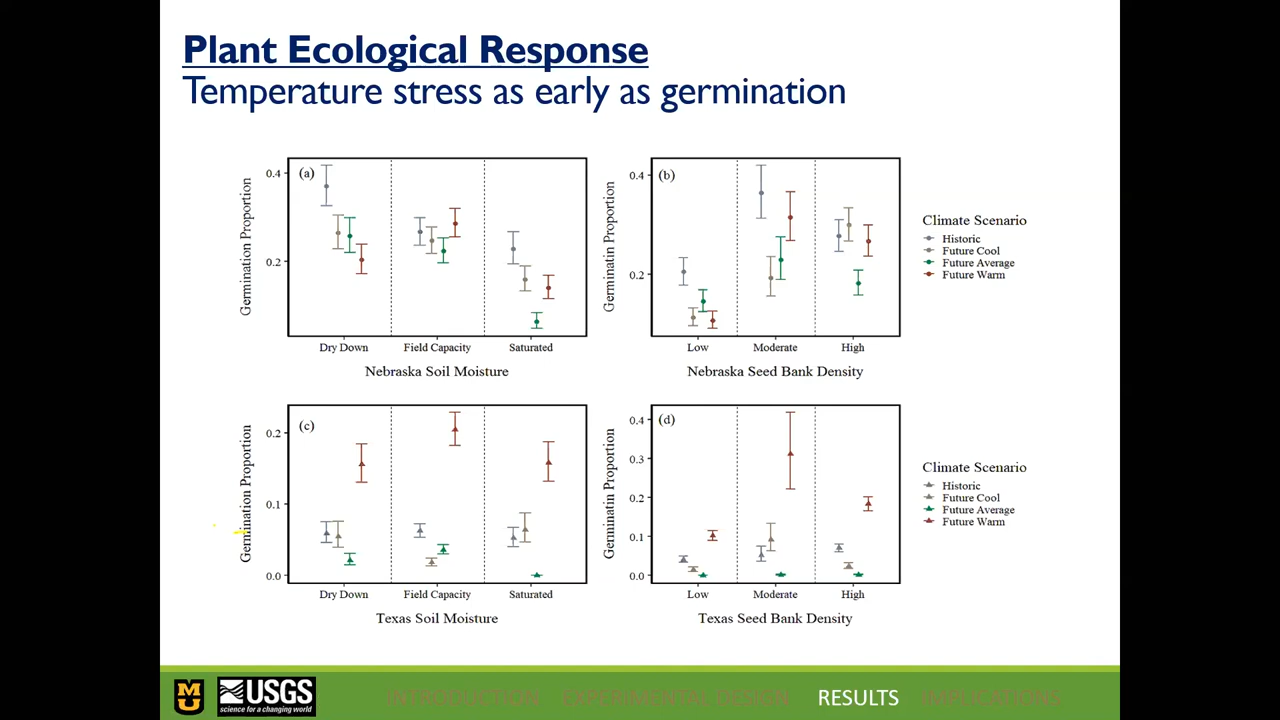 Plant Ecological Response
Temperature stress as early as germination
(a)
Germination Proportion
0.4
0.2
Dry Down Field Capacity Saturated
Nebraska Soil Moisture
(b)
Germinatin Proportion
0.4
0.2
Low Moderate High
Nebraska Seed Bank Density
Climate Scenario
Historic
Future Cool
Future Average
Future Warm
(c)
Germination Proportion
0.2
0.1
0.0
Dry Down Field Capacity Saturated
Texas Soil Moisture
(d)
Germinatin Proportion
0.4
0.3
0.2
0.1
0.0
Low Moderate High
Texas Seed Bank Density
Climate Scenario
Historic
Future Cool
Future Average
Future Warm
MU
USGS
science for a changing world
INTRODUCTION EXPERIMENTAL DESIGN RESULTS IMPLICATIONS